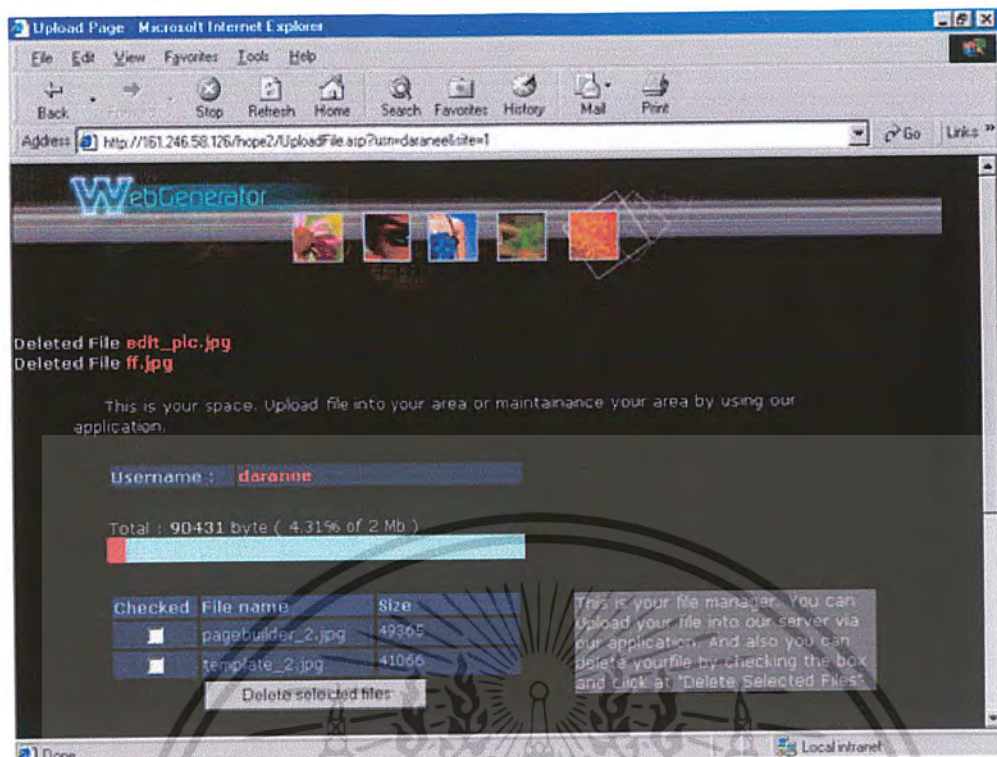 Upload Page - Microsoft Internet Explorer
File Edit View Favorites Tools Help
Back Forward Stop Refresh Home Search Favorites History Mail Print
Address http://161.246.58.126/hope2/UploadFile.asp?usn=daranee&site=1 Go Links »
WebGenerator
Deleted File edit_pic.jpg
Deleted File ff.jpg
This is your space. Upload file into your area or maintainance your area by using our
application.
Username : daranee
Total : 90431 byte ( 4.31% of 2 Mb )
Checked File name Size
pagebuilder_2.jpg 49365
template_2.jpg 41066
Delete selected files
This is your file manager. You can
Upload your file into our server via
our application. And also you can
delete yourfile by checking the box
and click at "Delete Selected Files"
Done Local intranet